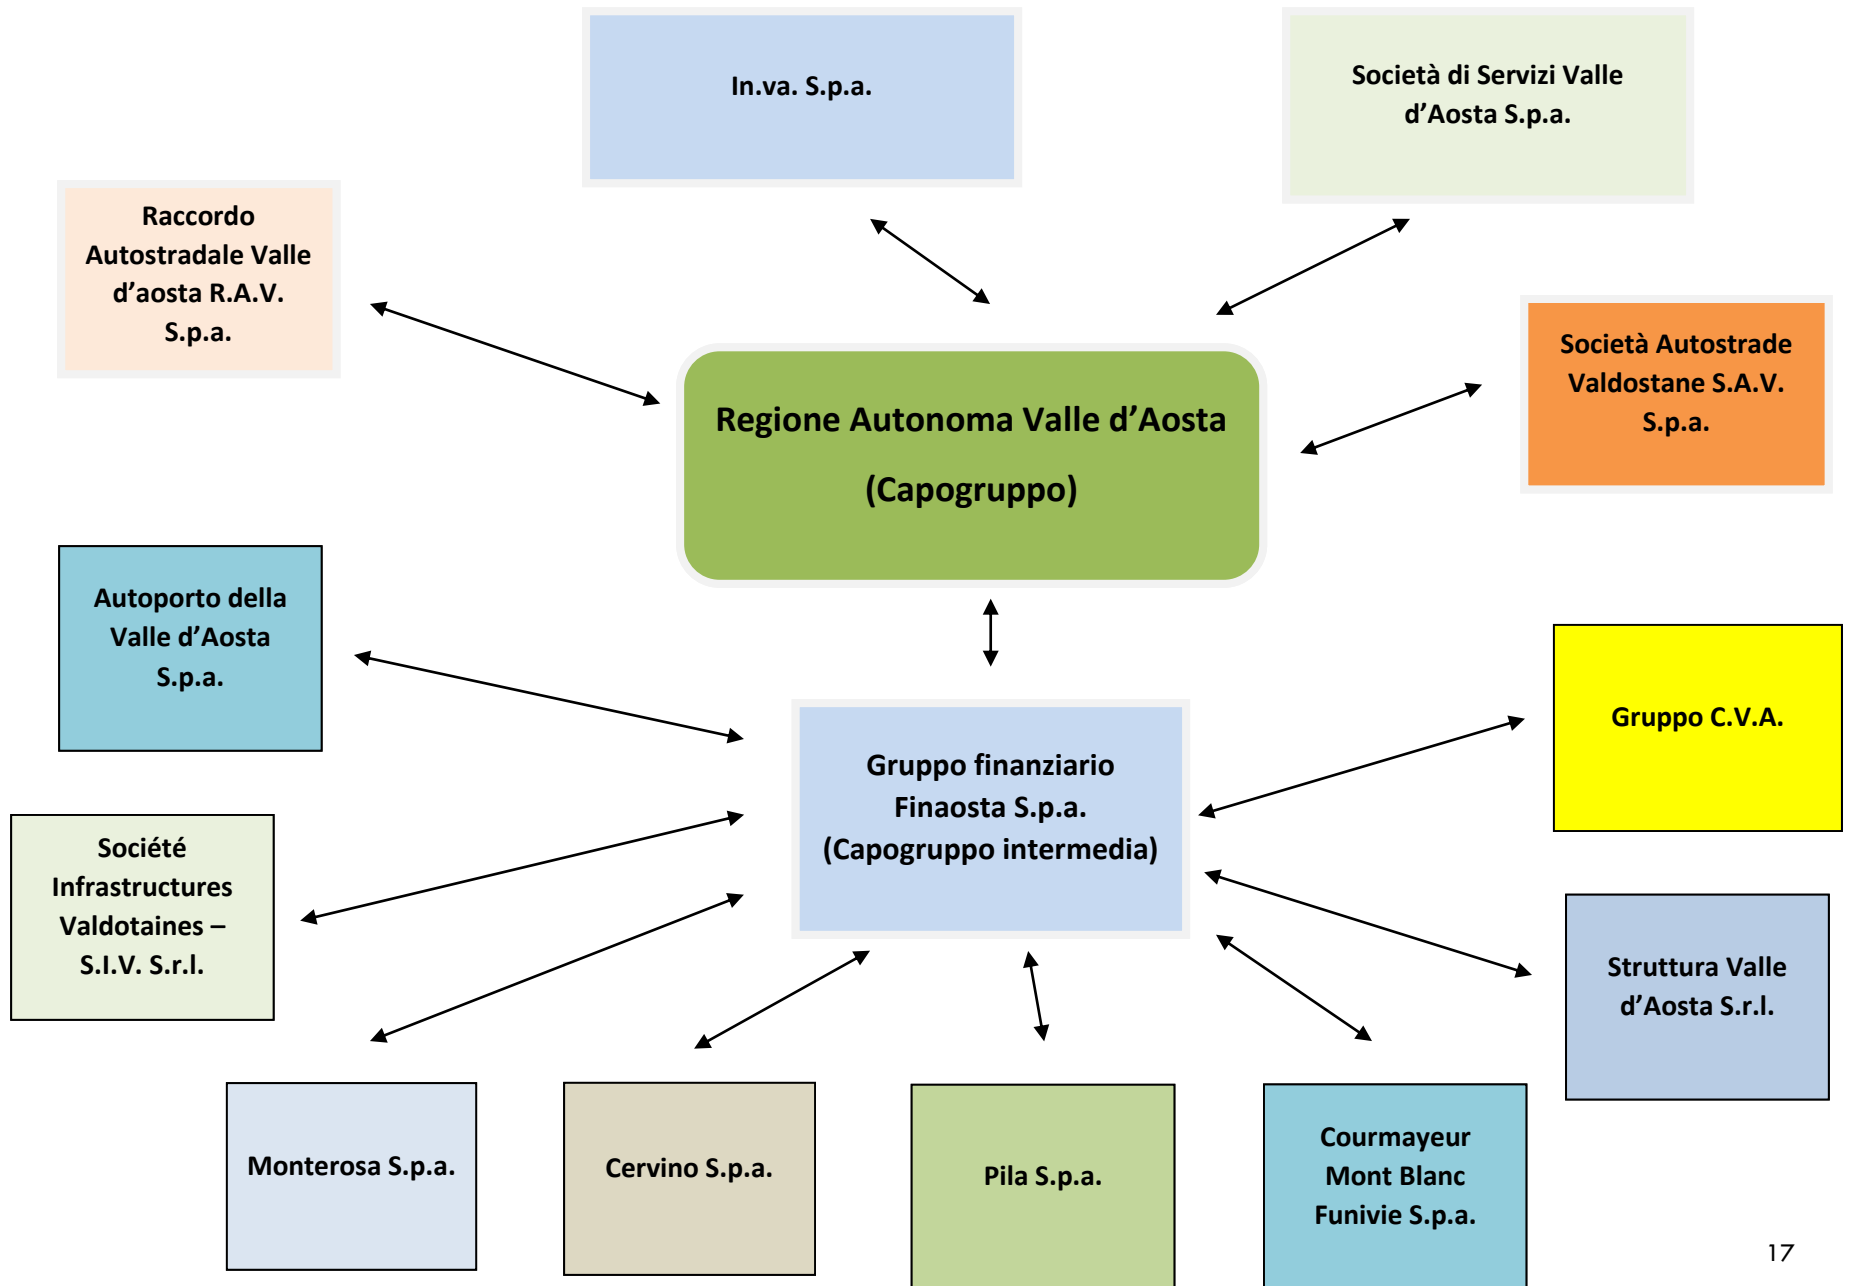 In.va. S.p.a.
Società di Servizi Valle
d’Aosta S.p.a.
Raccordo
Autostradale Valle
d’aosta R.A.V.
S.p.a.
Società Autostrade
Valdostane S.A.V.
S.p.a.
Regione Autonoma Valle d’Aosta
(Capogruppo)
Autoporto della
Valle d’Aosta
S.p.a.
Gruppo C.V.A.
Gruppo finanziario
Finaosta S.p.a.
(Capogruppo intermedia)
Société
Infrastructures
Valdotaines –
S.I.V. S.r.l.
Struttura Valle
d’Aosta S.r.l.
Monterosa S.p.a.
Cervino S.p.a.
Pila S.p.a.
Courmayeur
Mont Blanc
Funivie S.p.a.
17